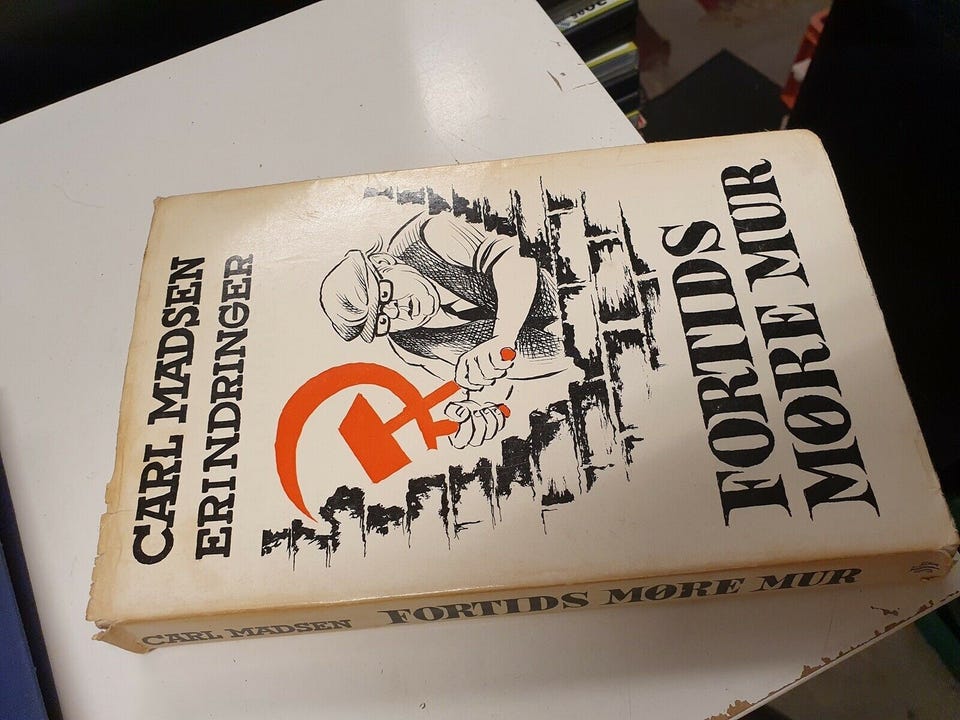 CARL MADSEN
ERINDRINGER
FORTIDS
MØRE MUR
CARL MADSEN FORTIDS MØRE MUR